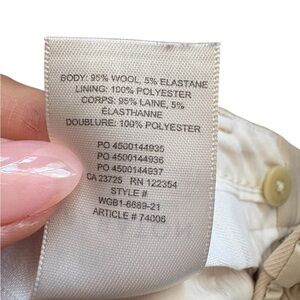 BODY: 95% WOOL, 5% ELASTANE
LINING: 100% POLYESTER
CORPS: 95% LAINE, 5%
ÉLASTHANNE
DOUBLURE: 100% POLYESTER
PO 4500144935
PO 4500144936
PO 4500144937
CA 23725 RN 122354
STYLE #
WGB1-6689-21
ARTICLE # 74006